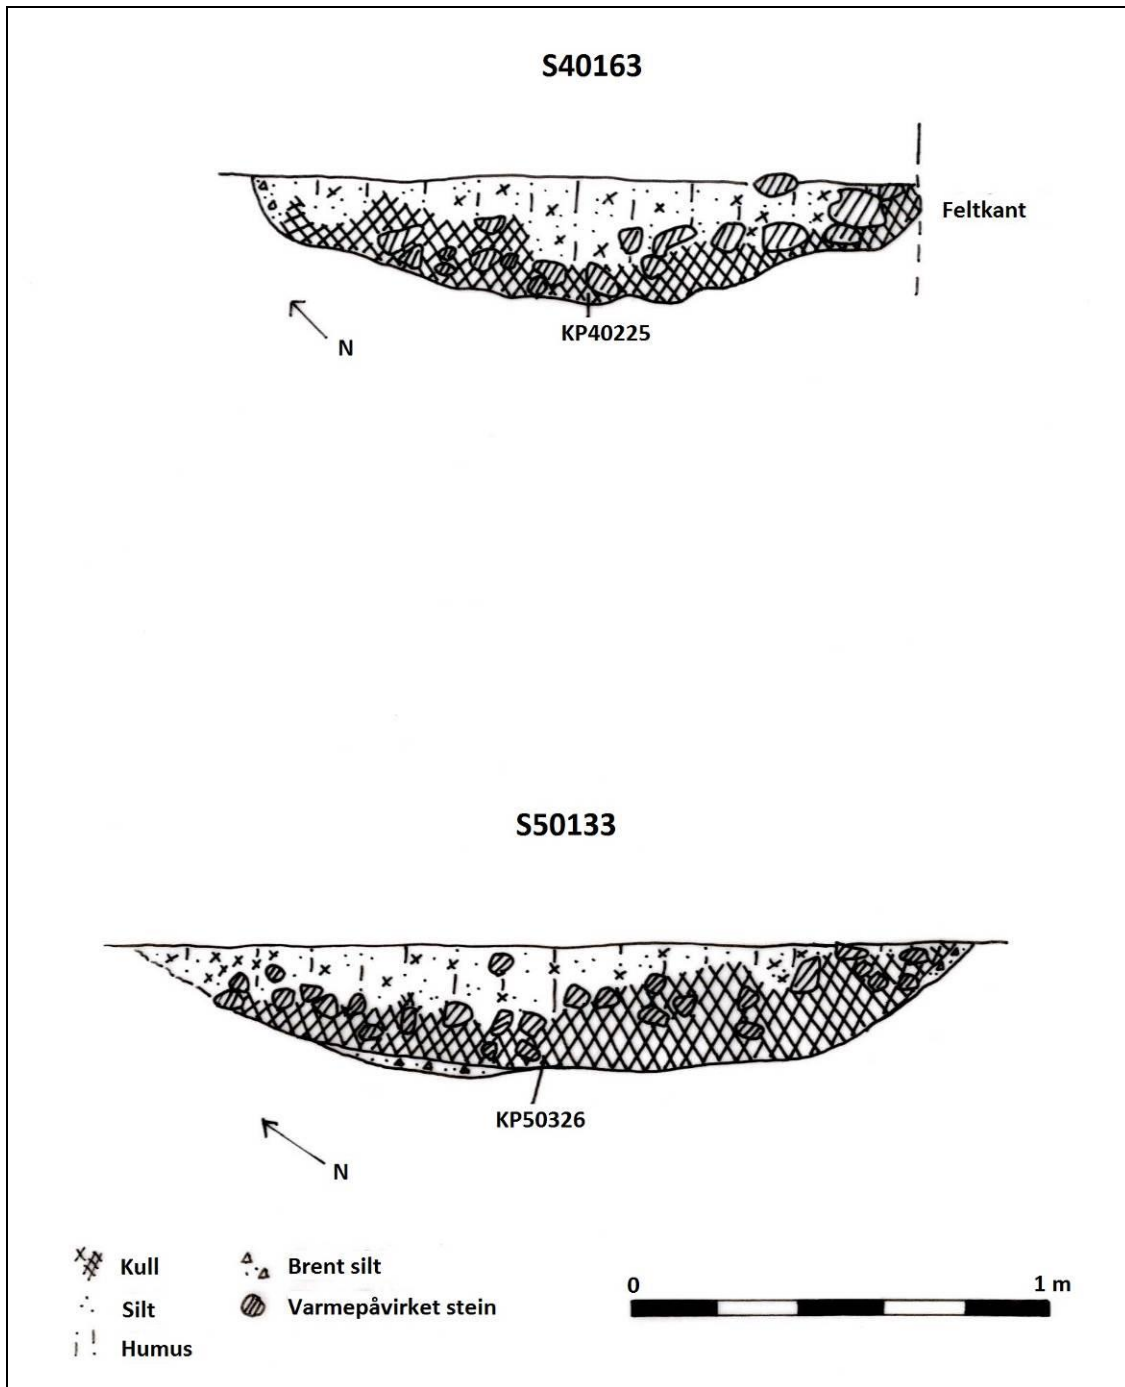 S40163
Feltkant
KP40225
N
S50133
KP50326
N
Kull
Brent silt
Silt
Varmepåvirket stein
Humus
0
1 m